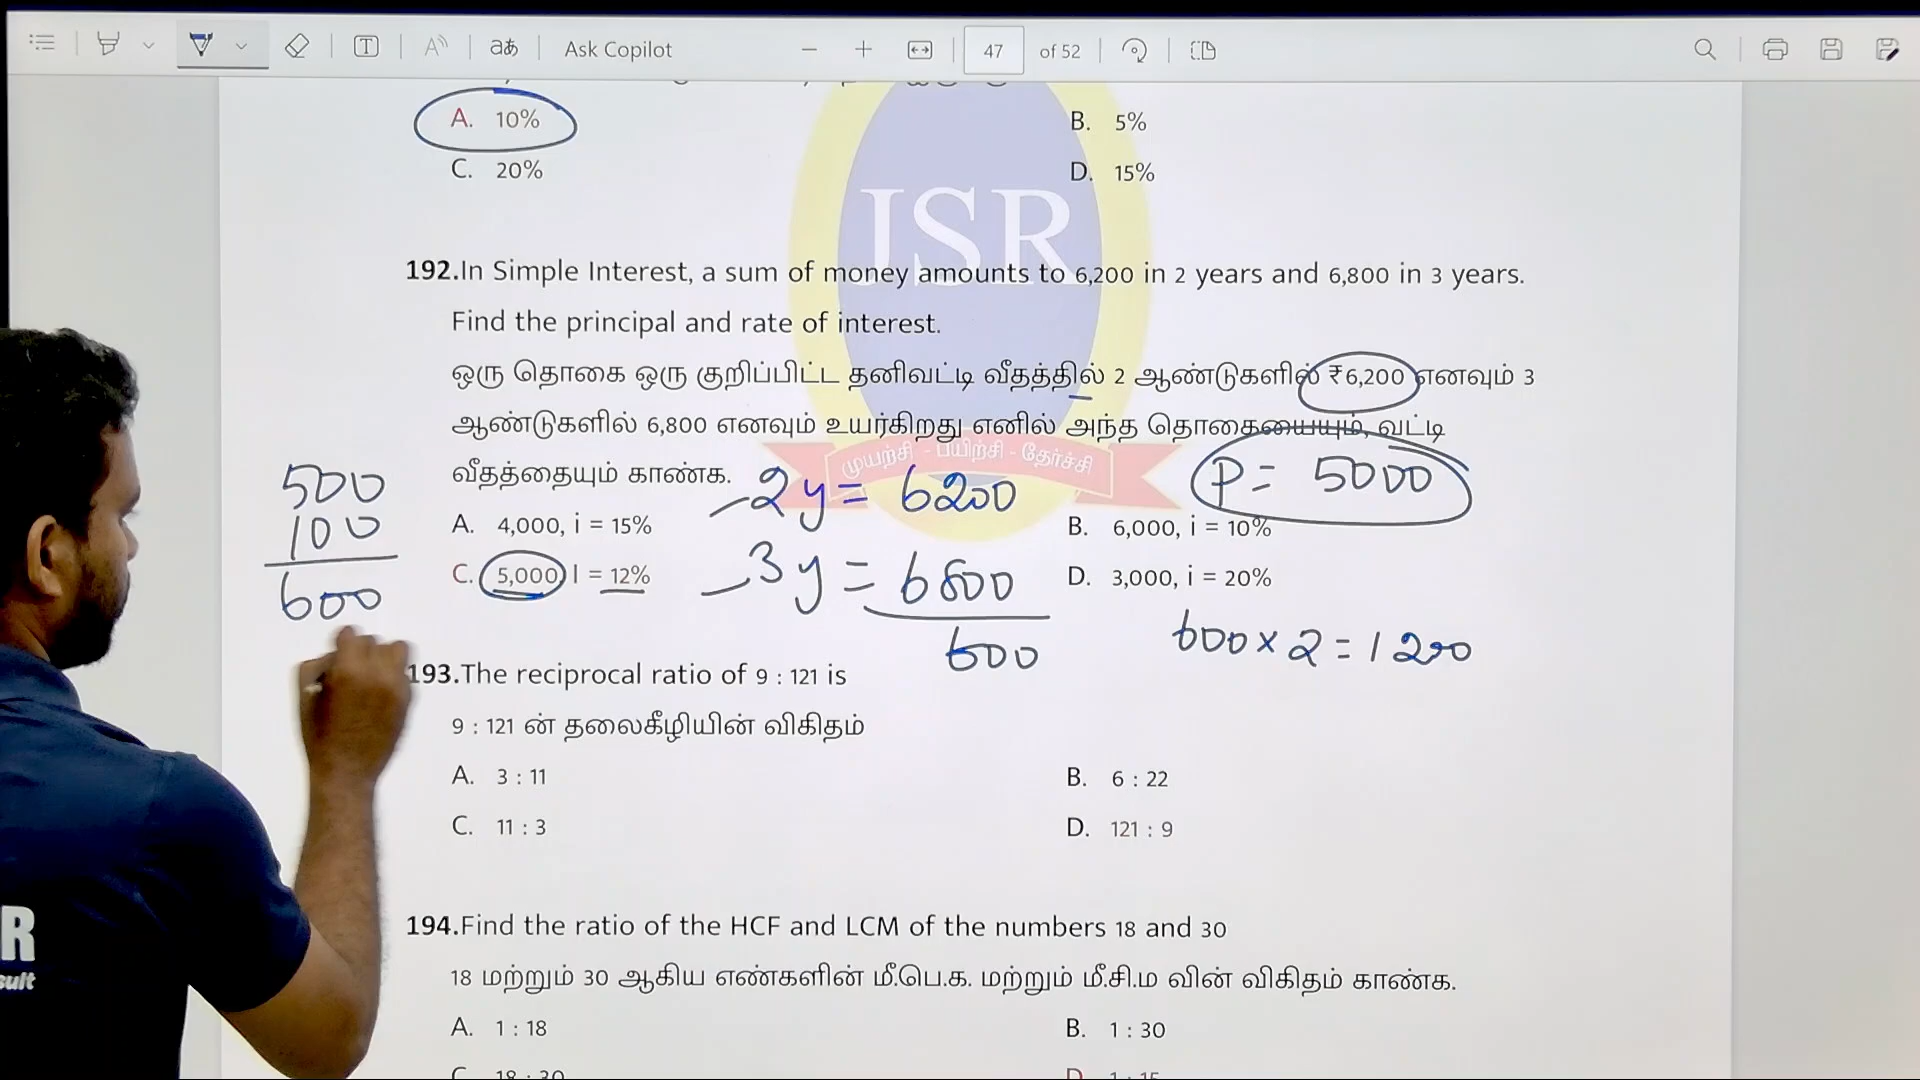 Ask Copilot
47 of 52
A. 10%
B. 5%
C. 20%
D. 15%
JSR
192.In Simple Interest, a sum of money amounts to 6,200 in 2 years and 6,800 in 3 years.
Find the principal and rate of interest.
ஒரு தொகை ஒரு குறிப்பிட்ட தனிவட்டி வீதத்தில் 2 ஆண்டுகளில் ₹6,200 எனவும் 3
ஆண்டுகளில் 6,800 எனவும் உயர்கிறது எனில் அந்த தொகையையும், வட்டி
வீதத்தையும் காண்க.
முயற்சி - பயிற்சி - தேர்ச்சி
2y = 6200
P = 5000
500
100
600
A. 4,000, i = 15%
B. 6,000, i = 10%
C. 5,000, I = 12%
3y = 6800
D. 3,000, i = 20%
600
600 x 2 = 1200
193.The reciprocal ratio of 9 : 121 is
9 : 121 ன் தலைகீழியின் விகிதம்
A. 3 : 11
B. 6 : 22
C. 11 : 3
D. 121 : 9
194.Find the ratio of the HCF and LCM of the numbers 18 and 30
18 மற்றும் 30 ஆகிய எண்களின் மீ.பெ.க. மற்றும் மீ.சி.ம வின் விகிதம் காண்க.
A. 1 : 18
B. 1 : 30
C. 18 : 30
D. 1 : 15
R
sult